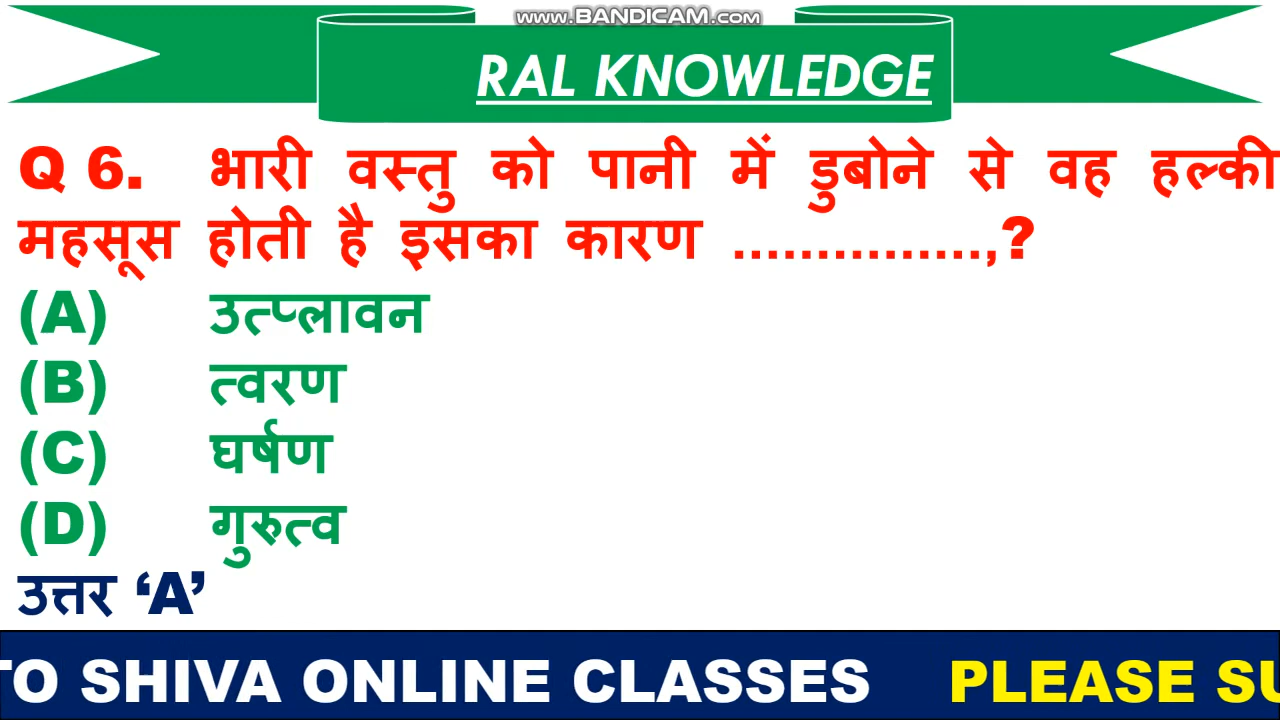 www.BANDICAM.com
RAL KNOWLEDGE
Q 6. भारी वस्तु को पानी में डुबोने से वह हल्की
महसूस होती है इसका कारण ...............,?
(A) उत्प्लावन
(B) त्वरण
(C) घर्षण
(D) गुरुत्व
उत्तर ‘A’
TO SHIVA ONLINE CLASSES PLEASE SU